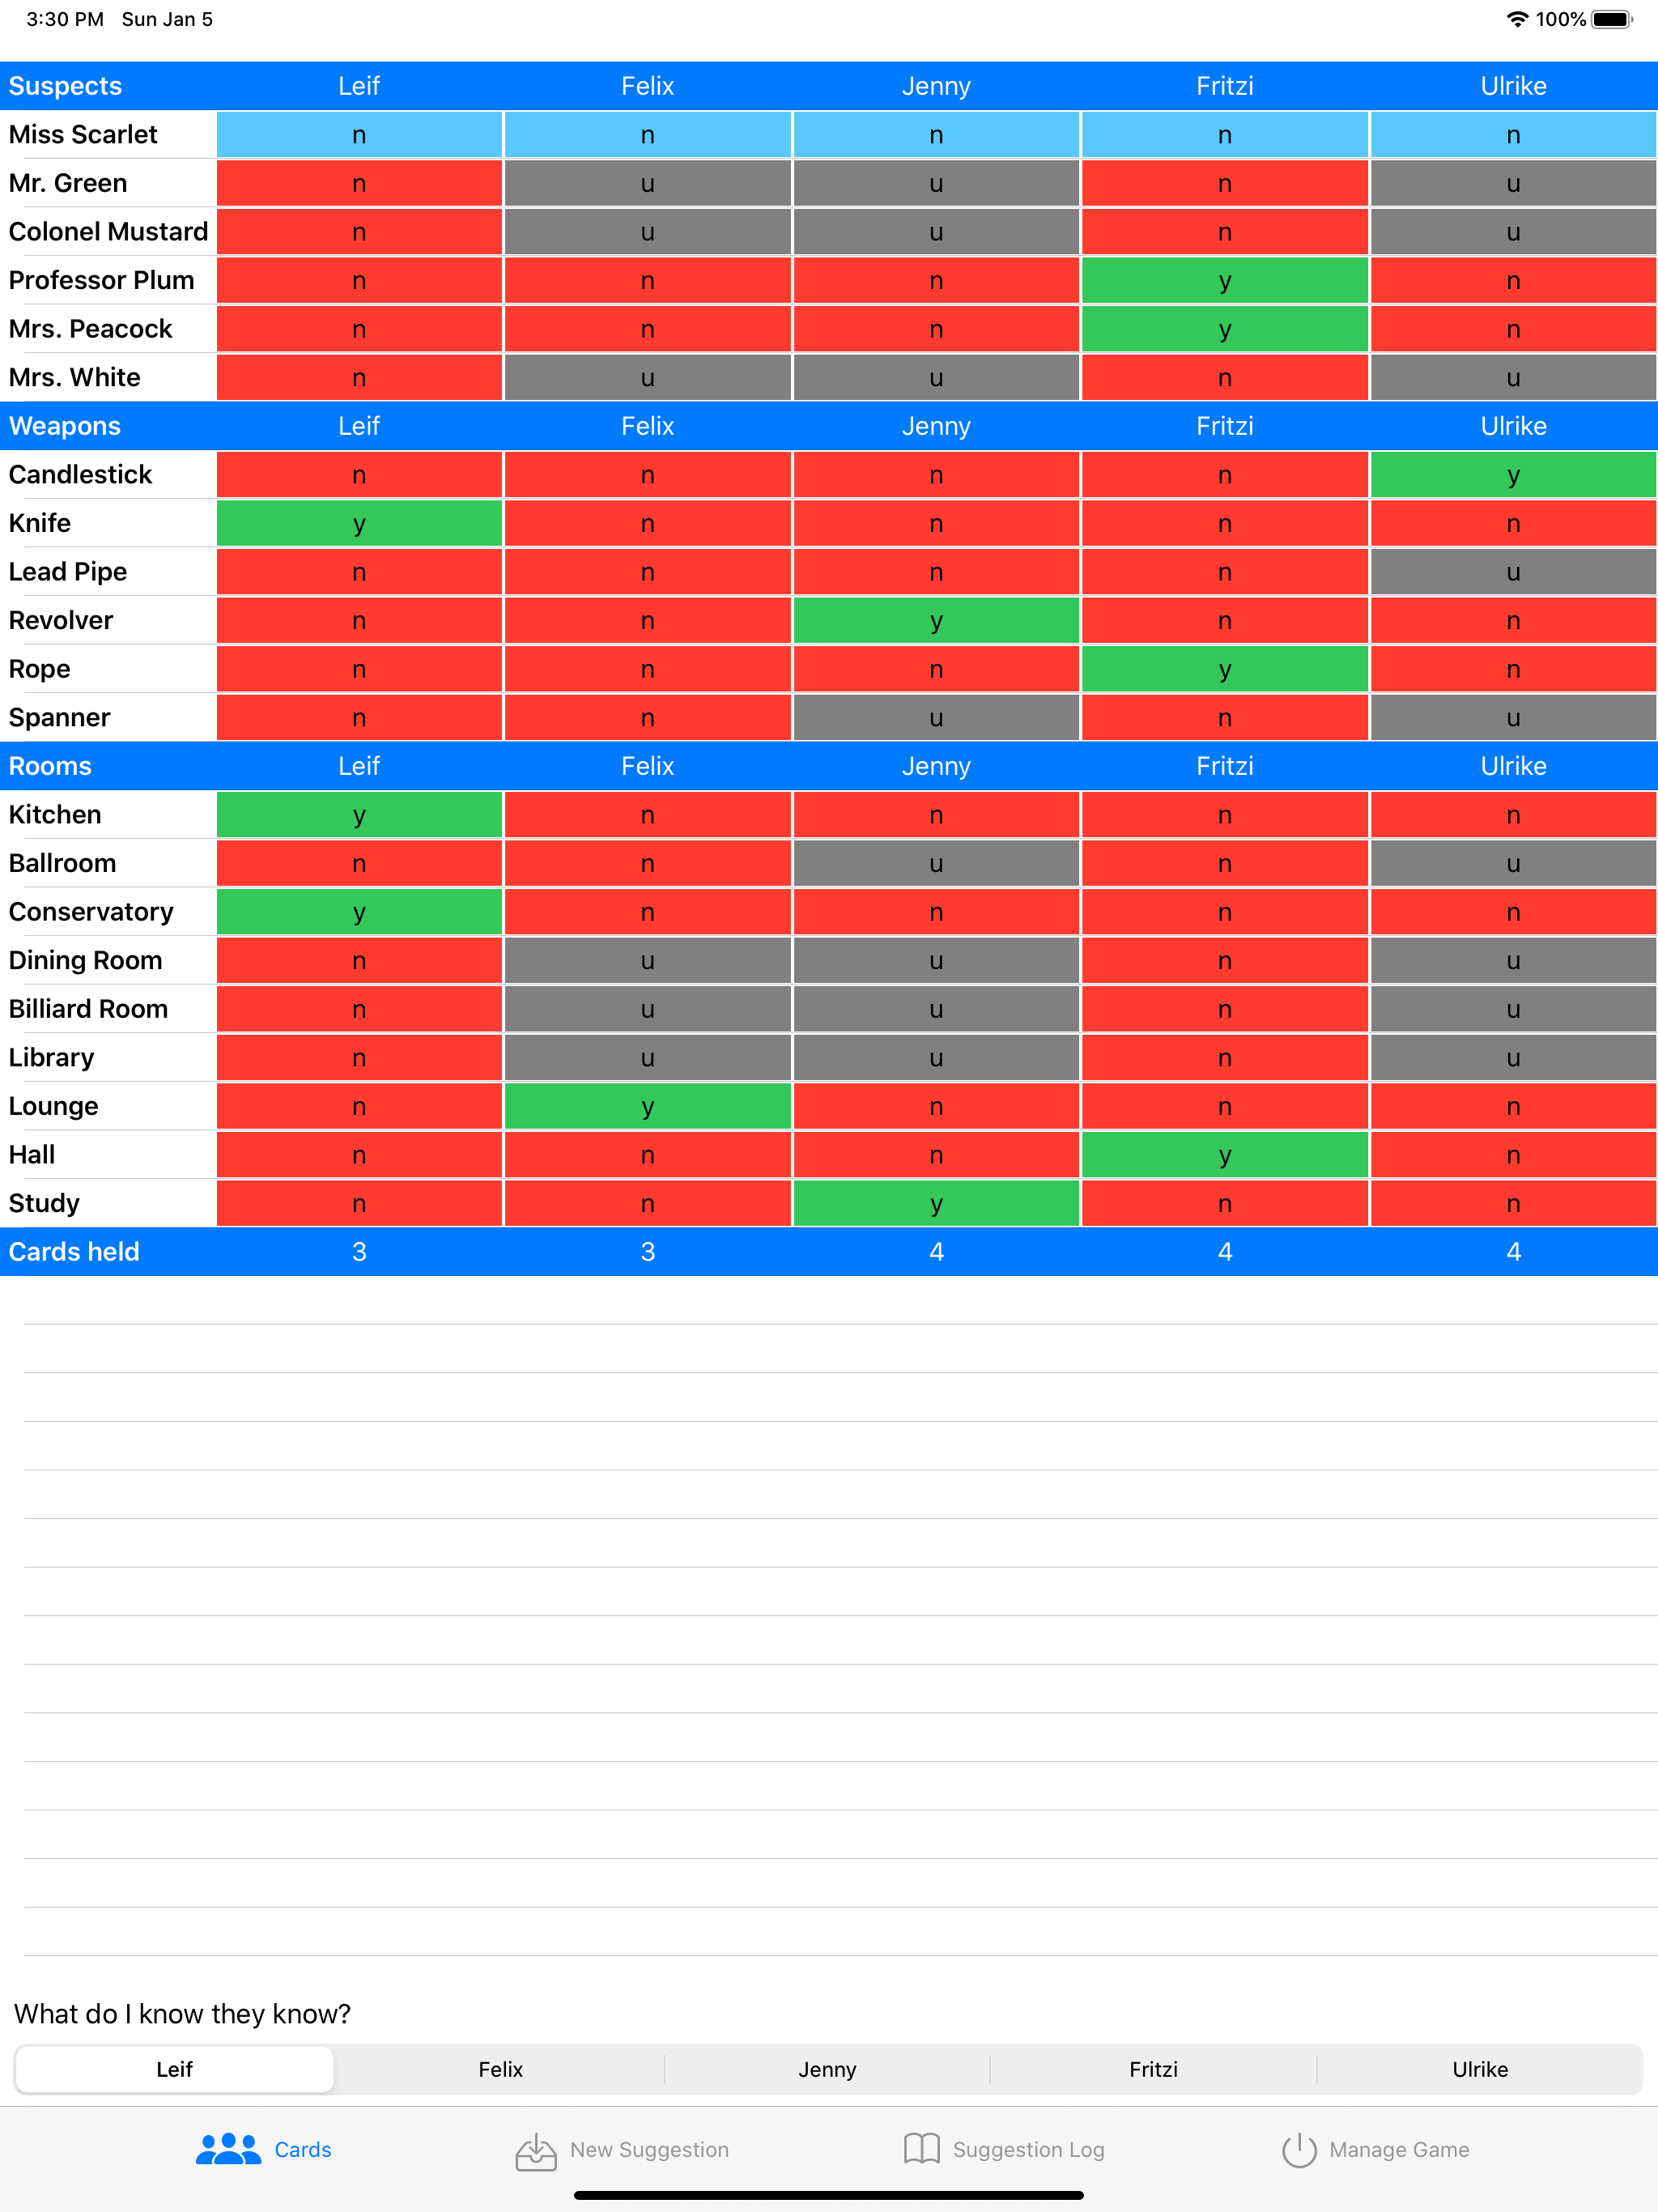 3:30 PM Sun Jan 5 100%
Suspects Leif Felix Jenny Fritzi Ulrike
Miss Scarlet n n n n n
Mr. Green n u u n u
Colonel Mustard n u u n u
Professor Plum n n n y n
Mrs. Peacock n n n y n
Mrs. White n u u n u
Weapons Leif Felix Jenny Fritzi Ulrike
Candlestick n n n n y
Knife y n n n n
Lead Pipe n n n n u
Revolver n n y n n
Rope n n n y n
Spanner n n u n u
Rooms Leif Felix Jenny Fritzi Ulrike
Kitchen y n n n n
Ballroom n n u n u
Conservatory y n n n n
Dining Room n u u n u
Billiard Room n u u n u
Library n u u n u
Lounge n y n n n
Hall n n n y n
Study n n y n n
Cards held 3 3 4 4 4
What do I know they know?
Leif Felix Jenny Fritzi Ulrike
Cards New Suggestion Suggestion Log Manage Game